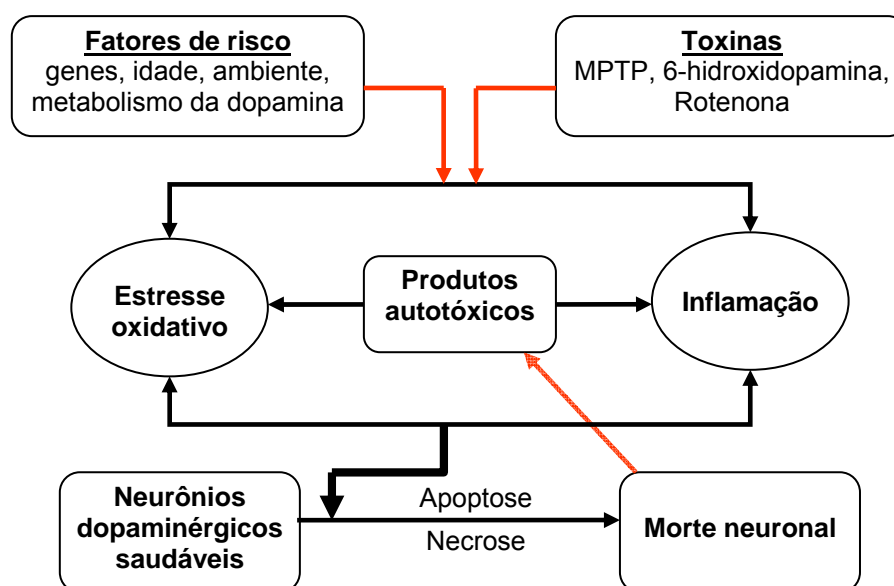 Fatores de risco
genes, idade, ambiente,
metabolismo da dopamina
Toxinas
MPTP, 6-hidroxidopamina,
Rotenona
Estresse
oxidativo
Produtos
autotóxicos
Inflamação
Neurônios
dopaminérgicos
saudáveis
Apoptose
Necrose
Morte neuronal